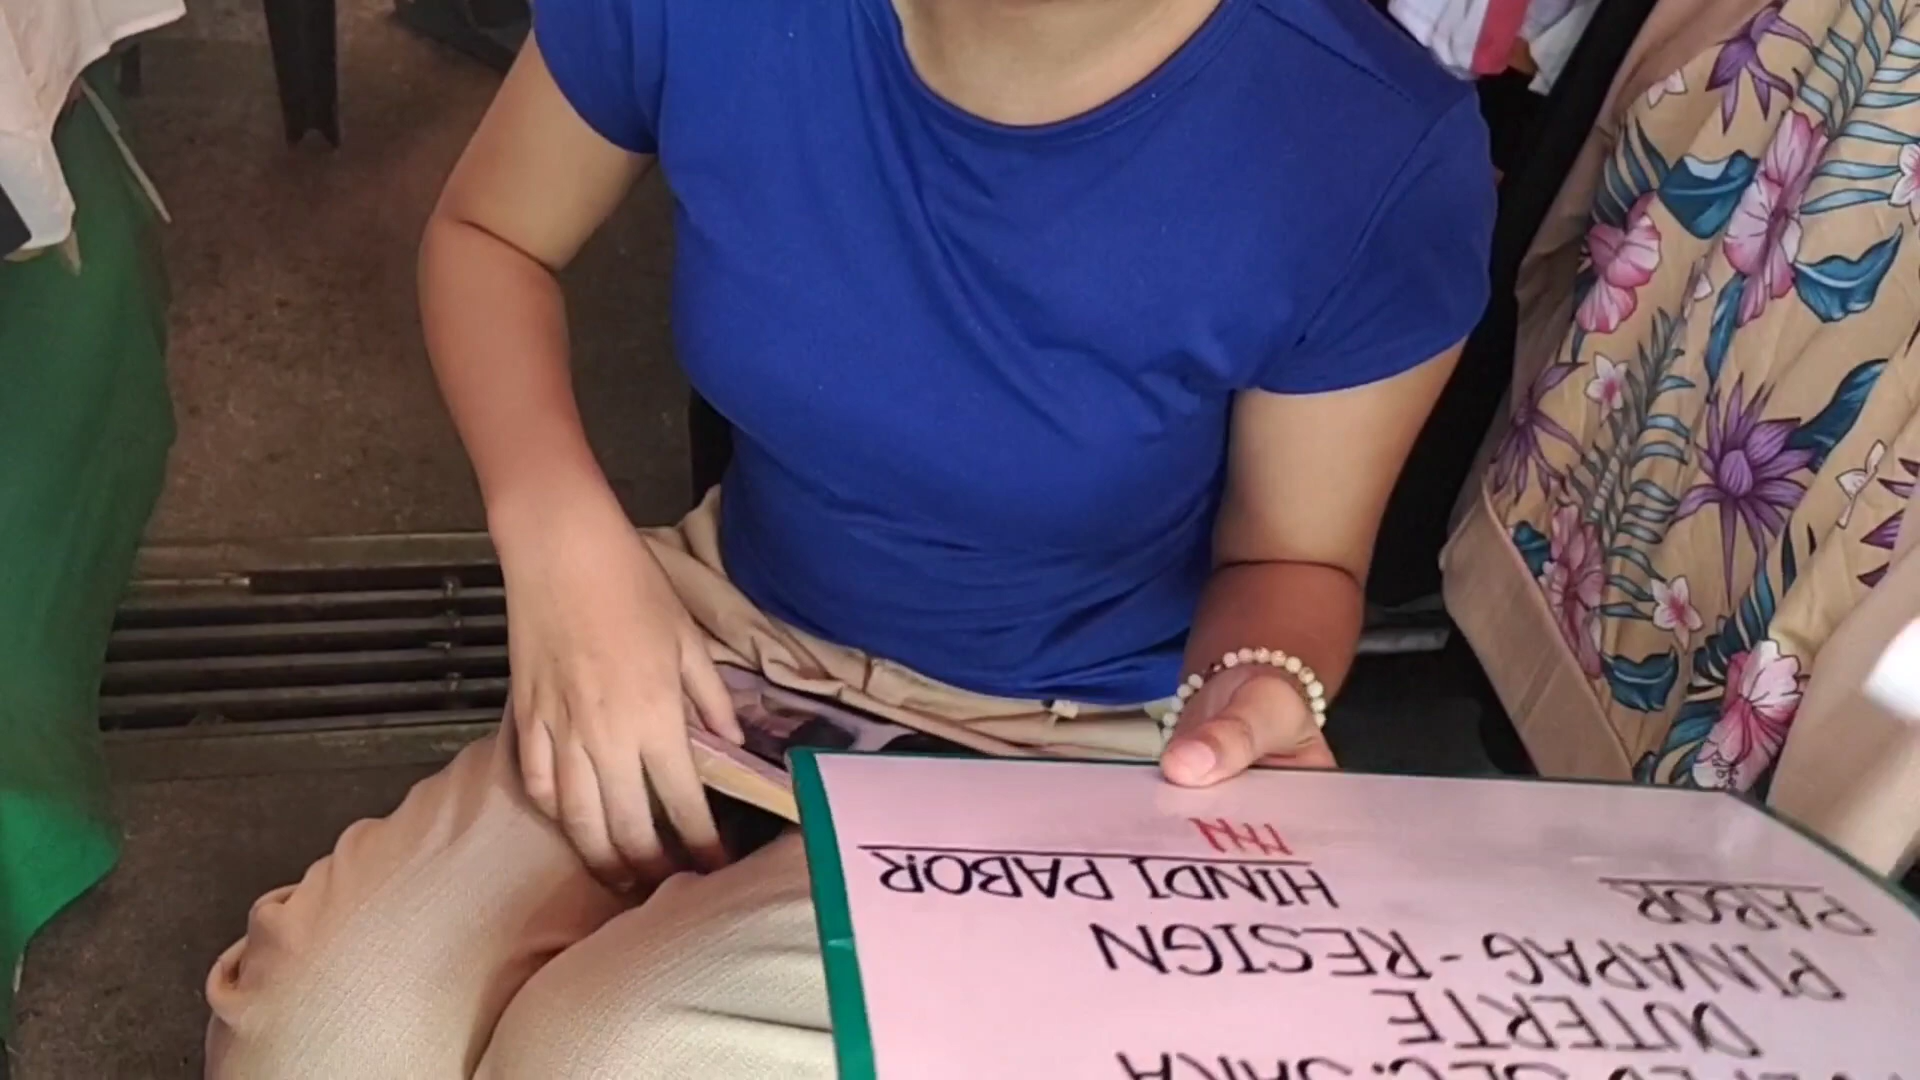 SEC. SARA
DUTERTE
PINAPAG-RESIGN
PABOR HINDI PABOR